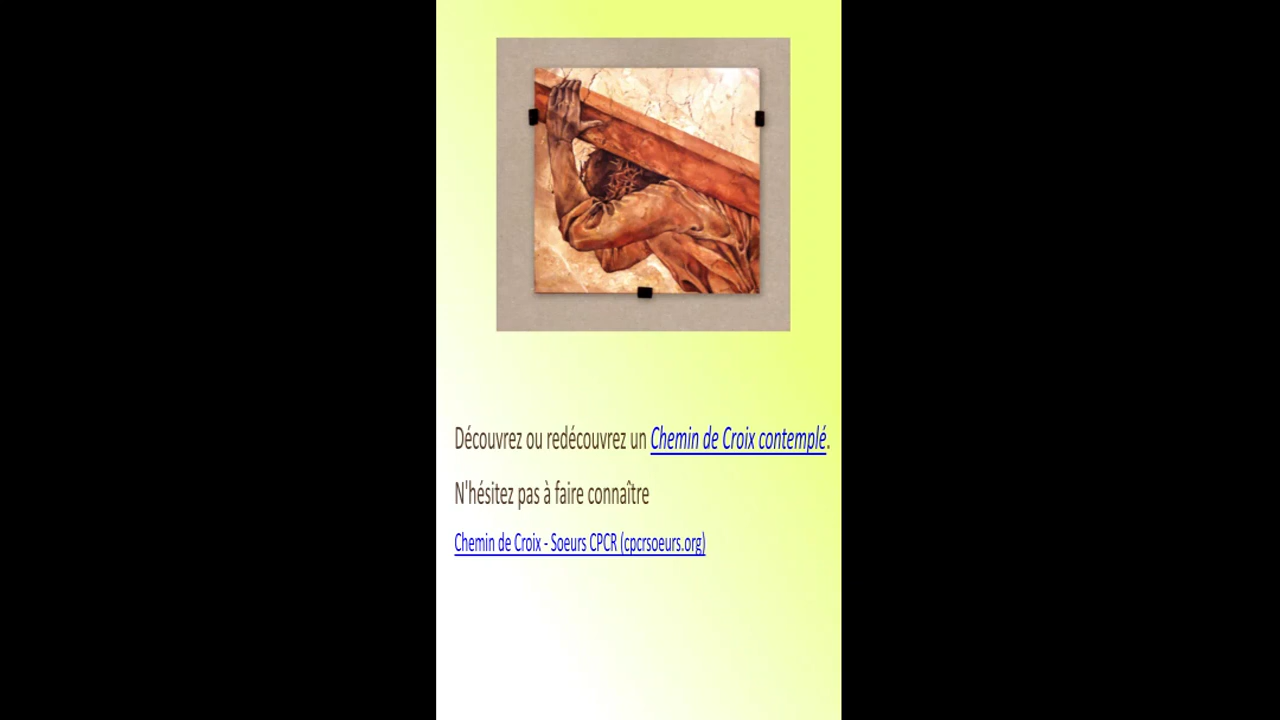 Découvrez ou redécouvrez un Chemin de Croix contemplé.
N'hésitez pas à faire connaître
Chemin de Croix - Soeurs CPCR (cpcrsoeurs.org)